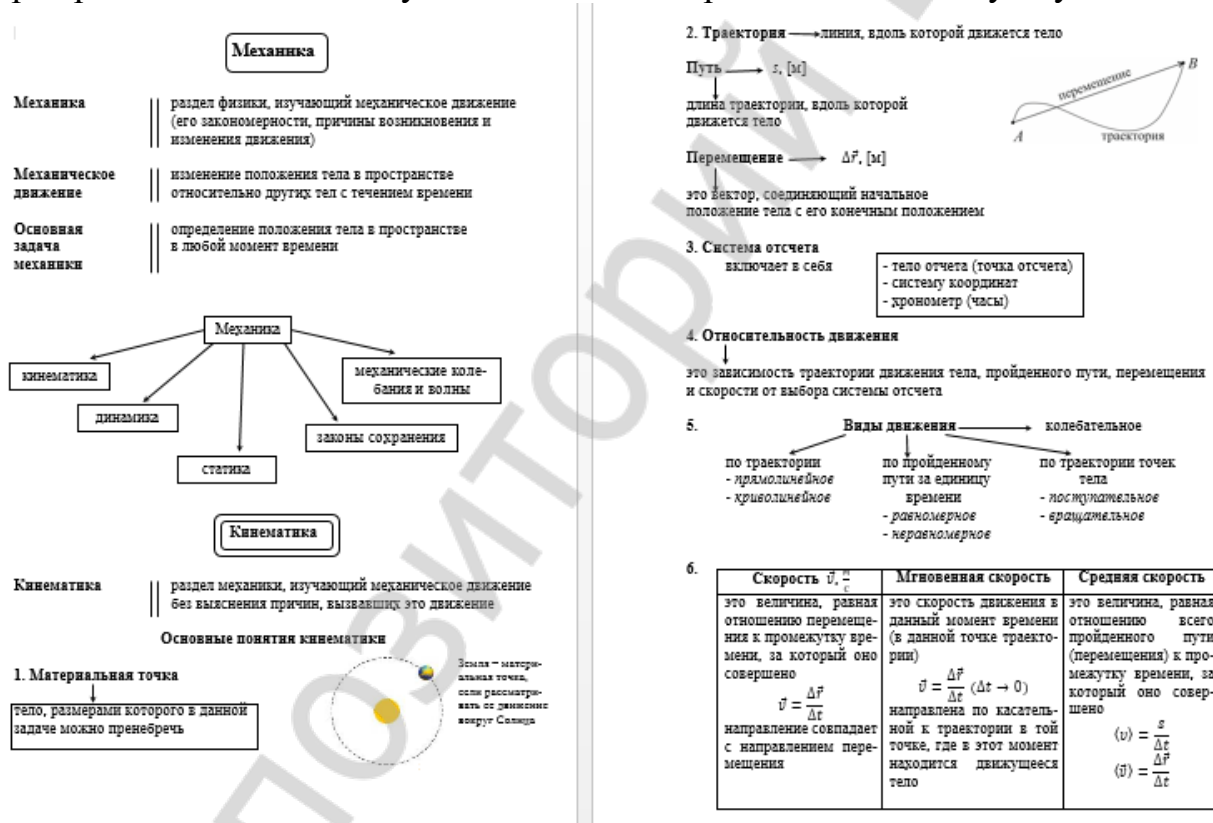 Механика
Механика
раздел физики, изучающий механическое движение
(его закономерности, причины возникновения и
изменения движения)
Механическое
движение
изменение положения тела в пространстве
относительно других тел с течением времени
Основная
задача
механики
определение положения тела в пространстве
в любой момент времени
Механика
кинематика
динамика
статика
законы сохранения
механические коле-
бания и волны
Кинематика
Кинематика
раздел механики, изучающий механическое движение
без выяснения причин, вызвавших это движение
Основные понятия кинематики
1. Материальная точка
тело, размерами которого в данной
задаче можно пренебречь
Земля – матери-
альная точка,
если рассматри-
вать ее движение
вокруг Солнца
2. Траектория линия, вдоль которой движется тело
Путь s, [м]
длина траектории, вдоль которой
движется тело
A
B
перемещение
траектория
Перемещение Δr⃗, [м]
это вектор, соединяющий начальное
положение тела с его конечным положением
3. Система отсчета
включает в себя
- тело отчета (точка отсчета)
- систему координат
- хронометр (часы)
4. Относительность движения
это зависимость траектории движения тела, пройденного пути, перемещения
и скорости от выбора системы отсчета
5. Виды движения колебательное
по траектории
- прямолинейное
- криволинейное
по пройденному
пути за единицу
времени
- равномерное
- неравномерное
по траектории точек
тела
- поступательное
- вращательное
6.
Скорость v⃗, м/с
это величина, равная
отношению перемеще-
ния к промежутку вре-
мени, за который оно
совершено
v⃗ = Δr⃗/Δt
направление совпадает
с направлением пере-
мещения
Мгновенная скорость
это скорость движения в
данный момент времени
(в данной точке траекто-
рии)
v⃗ = Δr⃗/Δt (Δt → 0)
направлена по касатель-
ной к траектории в той
точке, где в этот момент
находится движущееся
тело
Средняя скорость
это величина, равная
отношению всего
пройденного пути
(перемещения) к про-
межутку времени, за
который оно совер-
шено
⟨v⟩ = s/Δt
⟨v⃗⟩ = Δr⃗/Δt